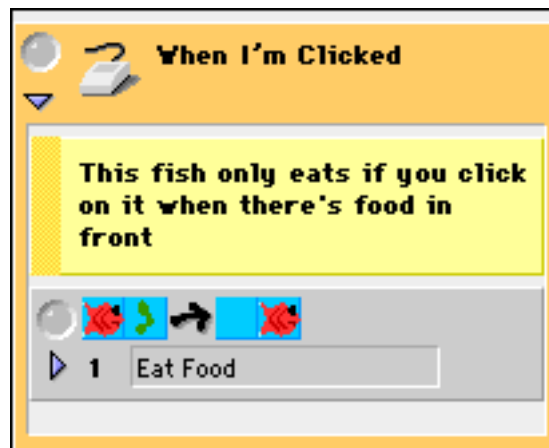 When I'm Clicked
This fish only eats if you click
on it when there's food in
front
1 Eat Food